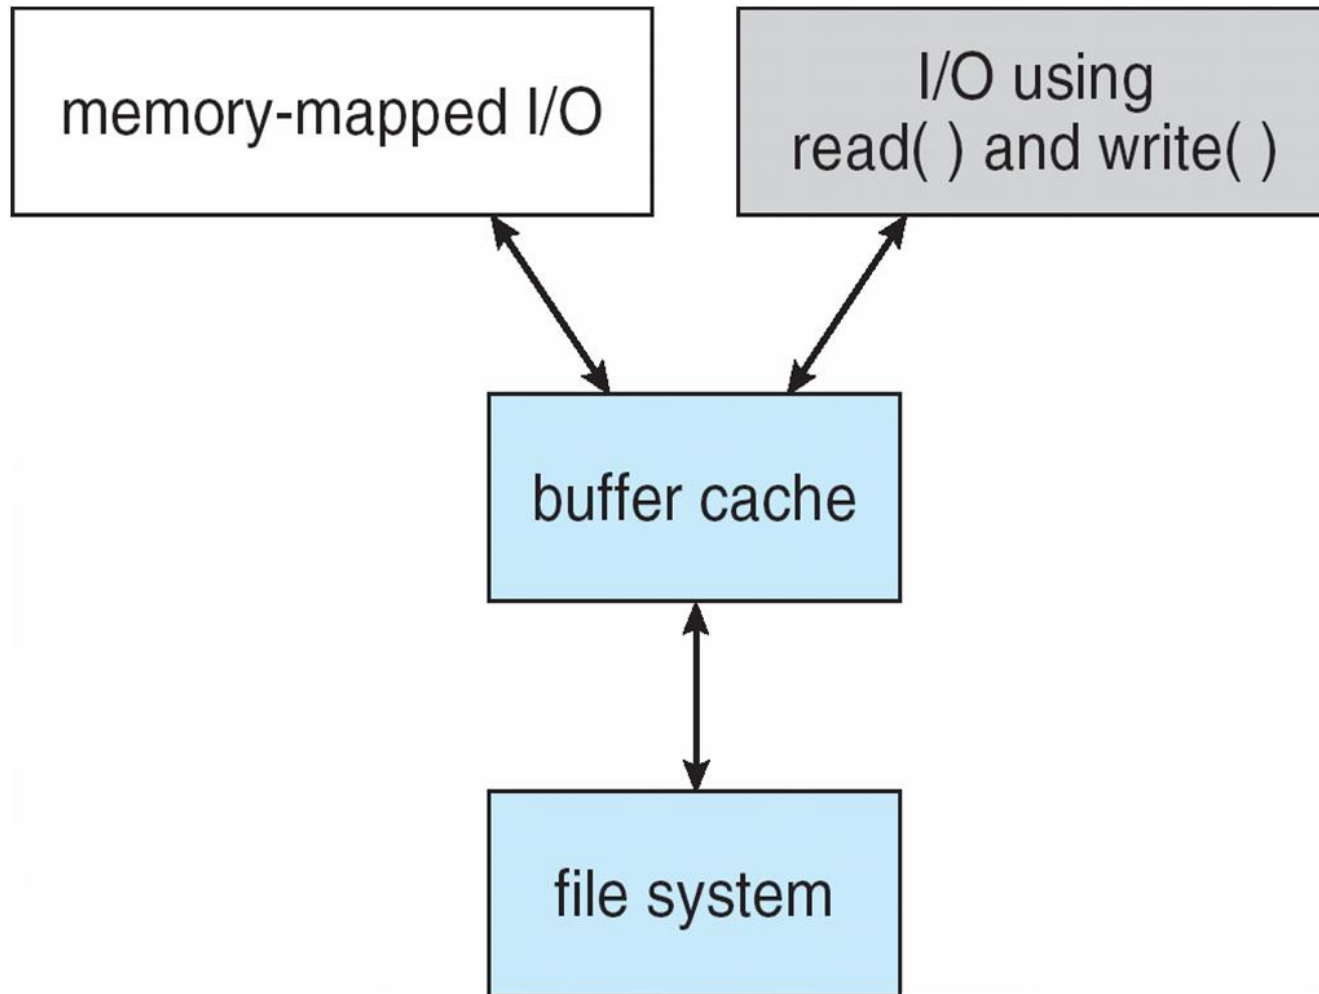 memory-mapped I/O
I/O using
read( ) and write( )
buffer cache
file system